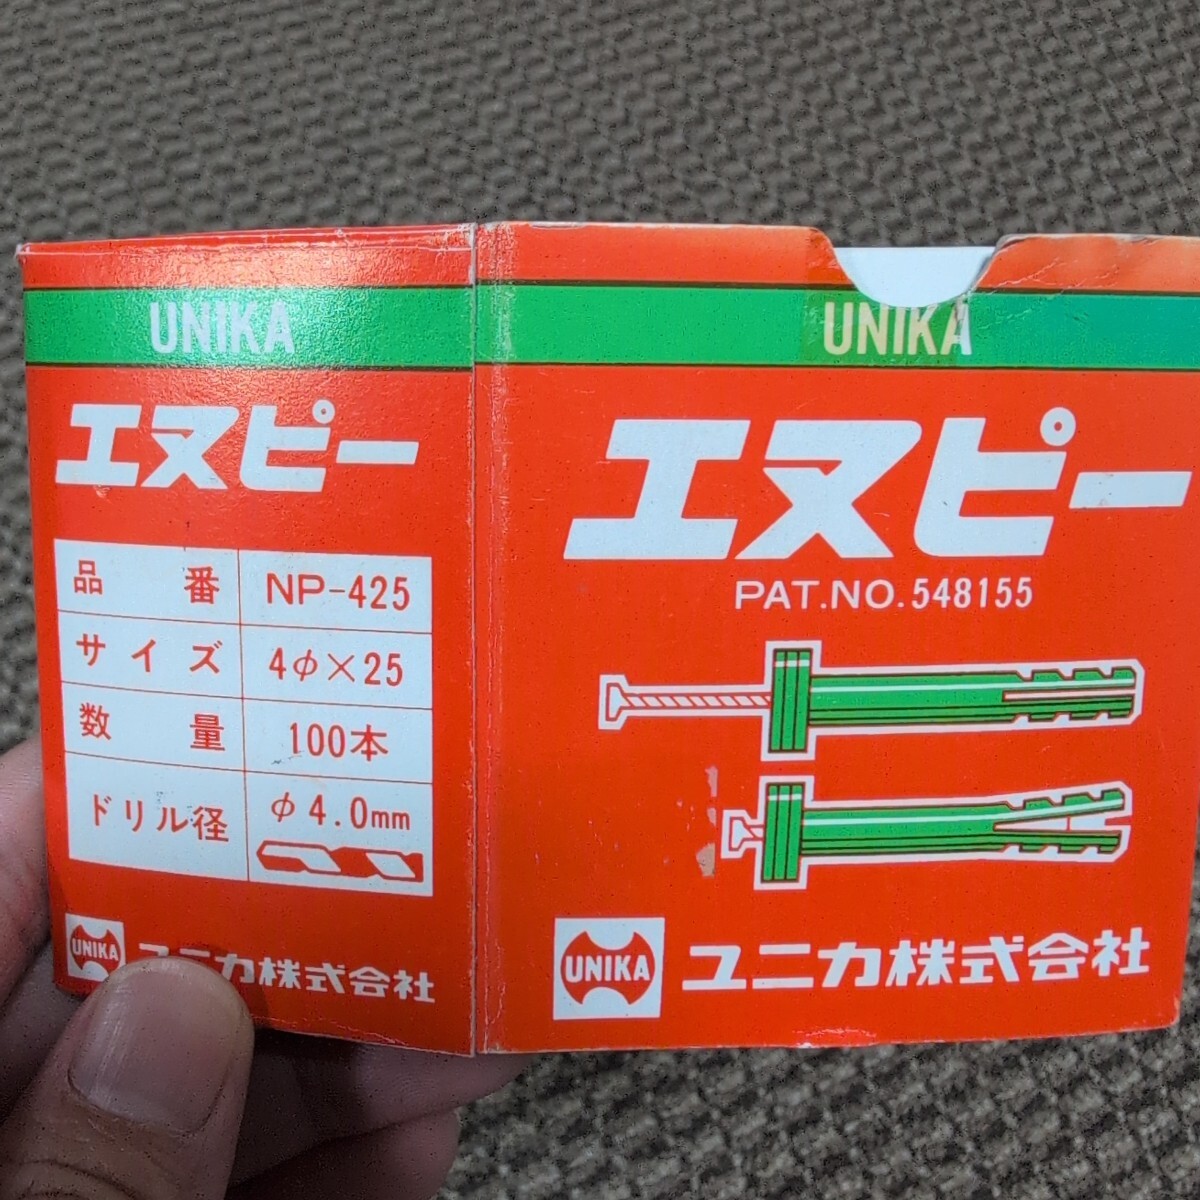 UNIKA
エヌピー
品番 NP-425
サイズ 4φ×25
数量 100本
ドリル径 φ4.0mm
UNIKA ユニカ株式会社
UNIKA
エヌピー
PAT.NO.548155
UNIKA ユニカ株式会社